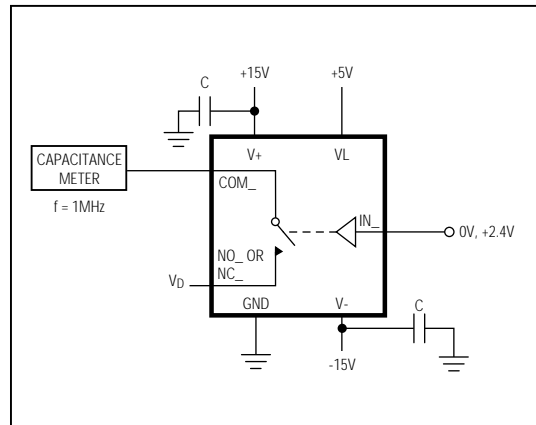 C
+15V
+5V
CAPACITANCE
METER
f = 1MHz
V+
VL
COM_
IN_
0V, +2.4V
NO_ OR
NC_
VD
GND
V-
C
-15V